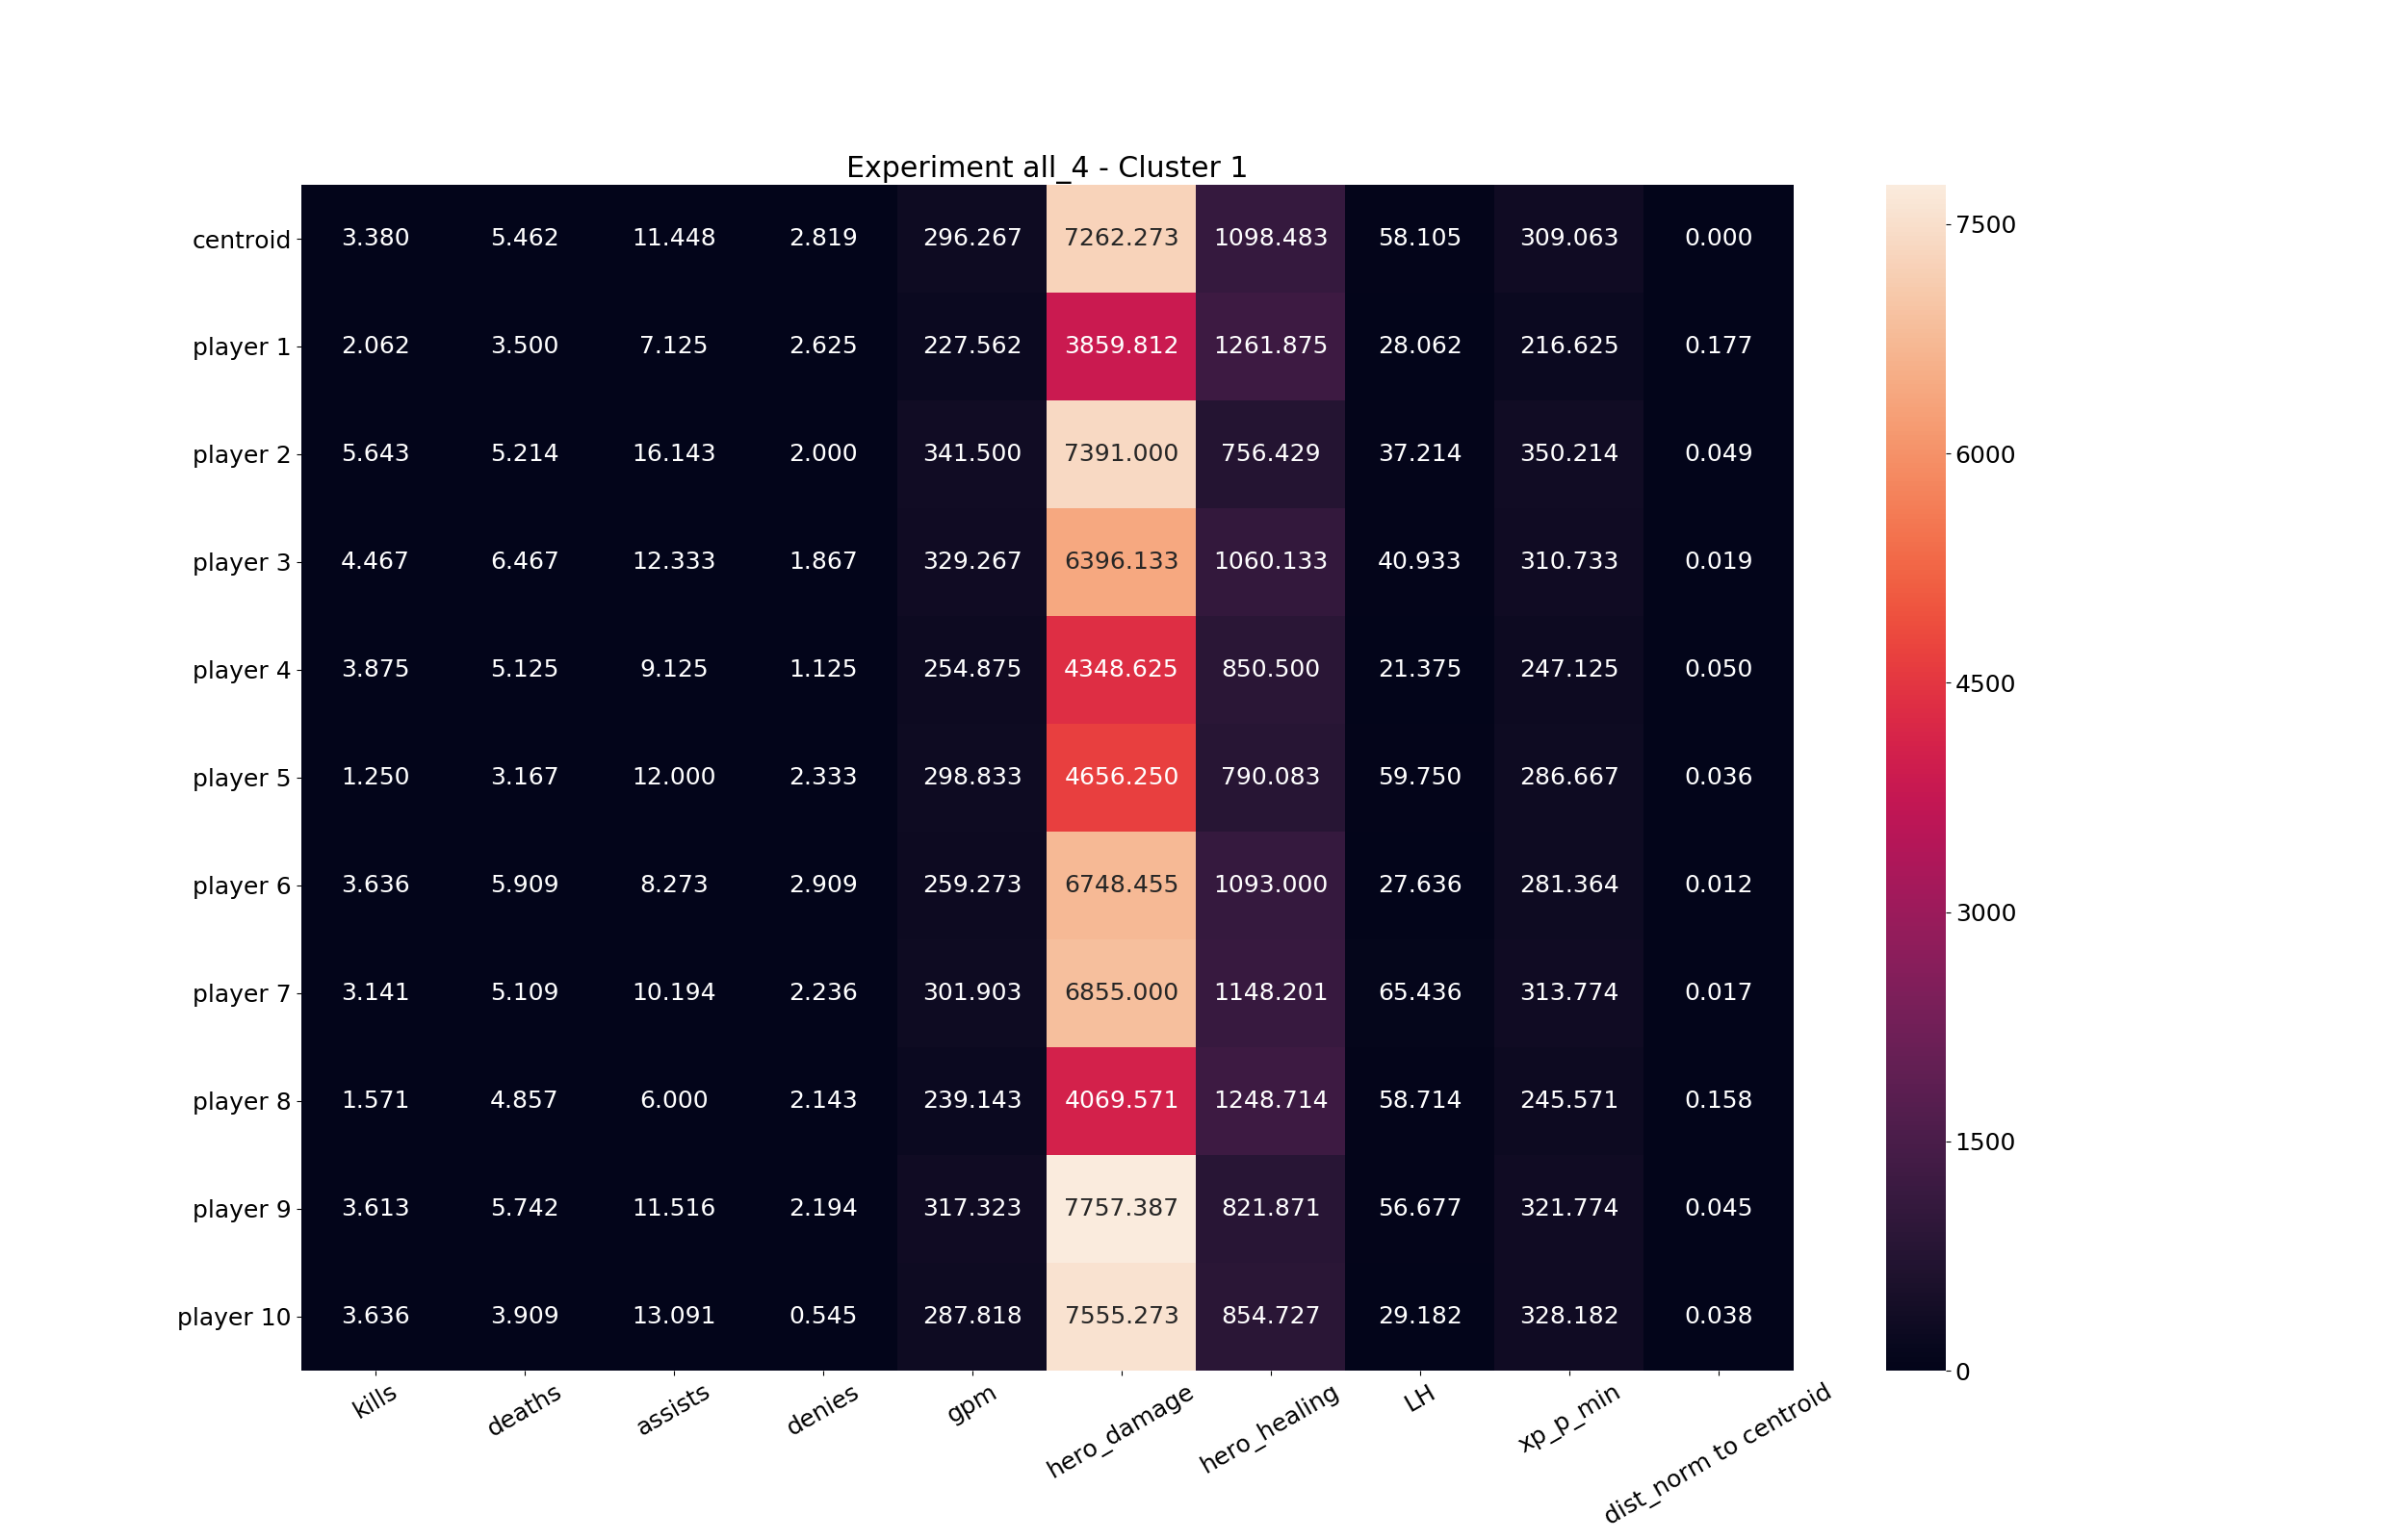 Experiment all_4 - Cluster 1
centroid 3.380 5.462 11.448 2.819 296.267 7262.273 1098.483 58.105 309.063 0.000
player 1 2.062 3.500 7.125 2.625 227.562 3859.812 1261.875 28.062 216.625 0.177
player 2 5.643 5.214 16.143 2.000 341.500 7391.000 756.429 37.214 350.214 0.049
player 3 4.467 6.467 12.333 1.867 329.267 6396.133 1060.133 40.933 310.733 0.019
player 4 3.875 5.125 9.125 1.125 254.875 4348.625 850.500 21.375 247.125 0.050
player 5 1.250 3.167 12.000 2.333 298.833 4656.250 790.083 59.750 286.667 0.036
player 6 3.636 5.909 8.273 2.909 259.273 6748.455 1093.000 27.636 281.364 0.012
player 7 3.141 5.109 10.194 2.236 301.903 6855.000 1148.201 65.436 313.774 0.017
player 8 1.571 4.857 6.000 2.143 239.143 4069.571 1248.714 58.714 245.571 0.158
player 9 3.613 5.742 11.516 2.194 317.323 7757.387 821.871 56.677 321.774 0.045
player 10 3.636 3.909 13.091 0.545 287.818 7555.273 854.727 29.182 328.182 0.038
kills deaths assists denies gpm hero_damage hero_healing LH xp_p_min dist_norm to centroid
7500
6000
4500
3000
1500
0